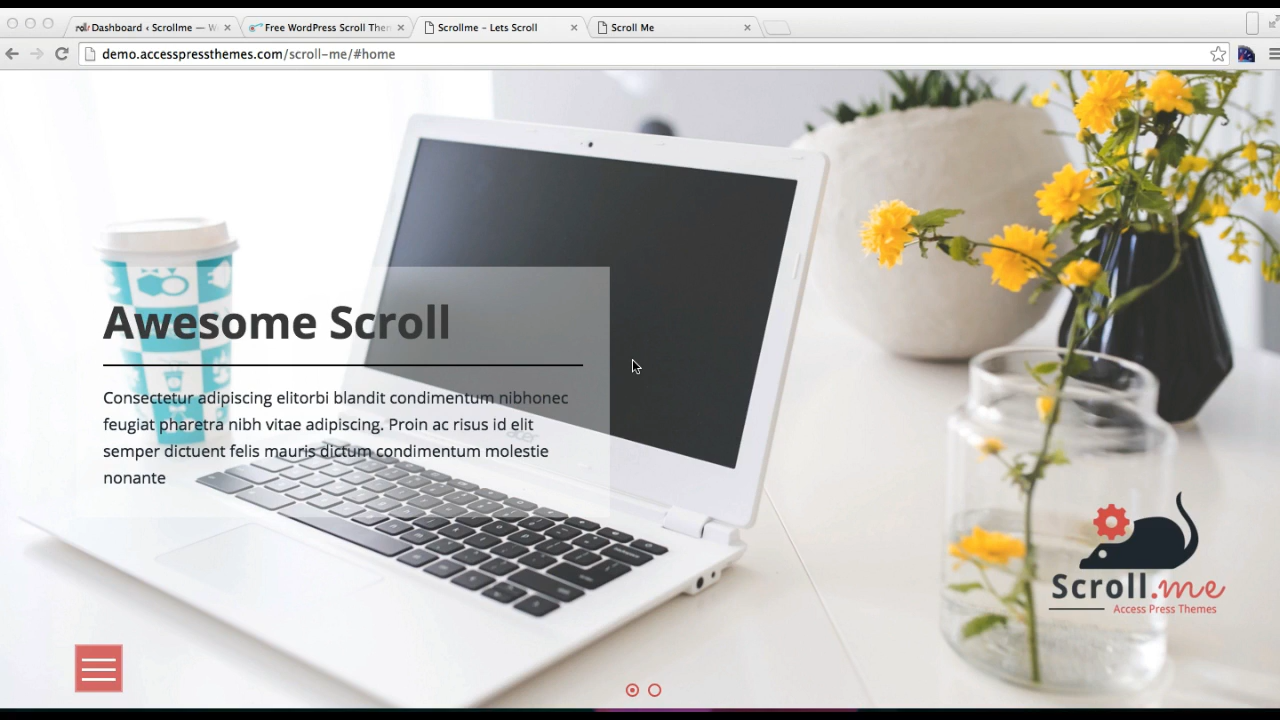 Dashboard ‹ Scrollme — W
Free WordPress Scroll Them
Scrollme – Lets Scroll
Scroll Me
demo.accesspressthemes.com/scroll-me/#home
Awesome Scroll
Consectetur adipiscing elitorbi blandit condimentum nibhonec
feugiat pharetra nibh vitae adipiscing. Proin ac risus id elit
semper dictuent felis mauris dictum condimentum molestie
nonante
acer
Scroll.me
Access Press Themes